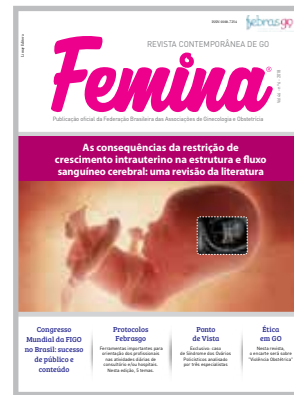 febrasgo
REVISTA CONTEMPORÂNEA DE GO
Femina®
Publicação oficial da Federação Brasileira das Associações de Ginecologia e Obstetrícia
As consequências da restrição de
crescimento intrauterino na estrutura e fluxo
sanguíneo cerebral: uma revisão da literatura
Congresso
Mundial da FIGO
no Brasil: sucesso
de público e
conteúdo
Protocolos
Febrasgo
Ferramentas importantes para
orientação dos profissionais
nas atividades diárias de
consultório e/ou hospitais.
Nesta edição, 5 temas.
Ponto
de Vista
Exclusivo: caso
de Síndrome dos Ovários
Policísticos analisado
por três especialistas
Ética
em GO
Nesta revista,
o encarte será sobre
"Violência Obstétrica"